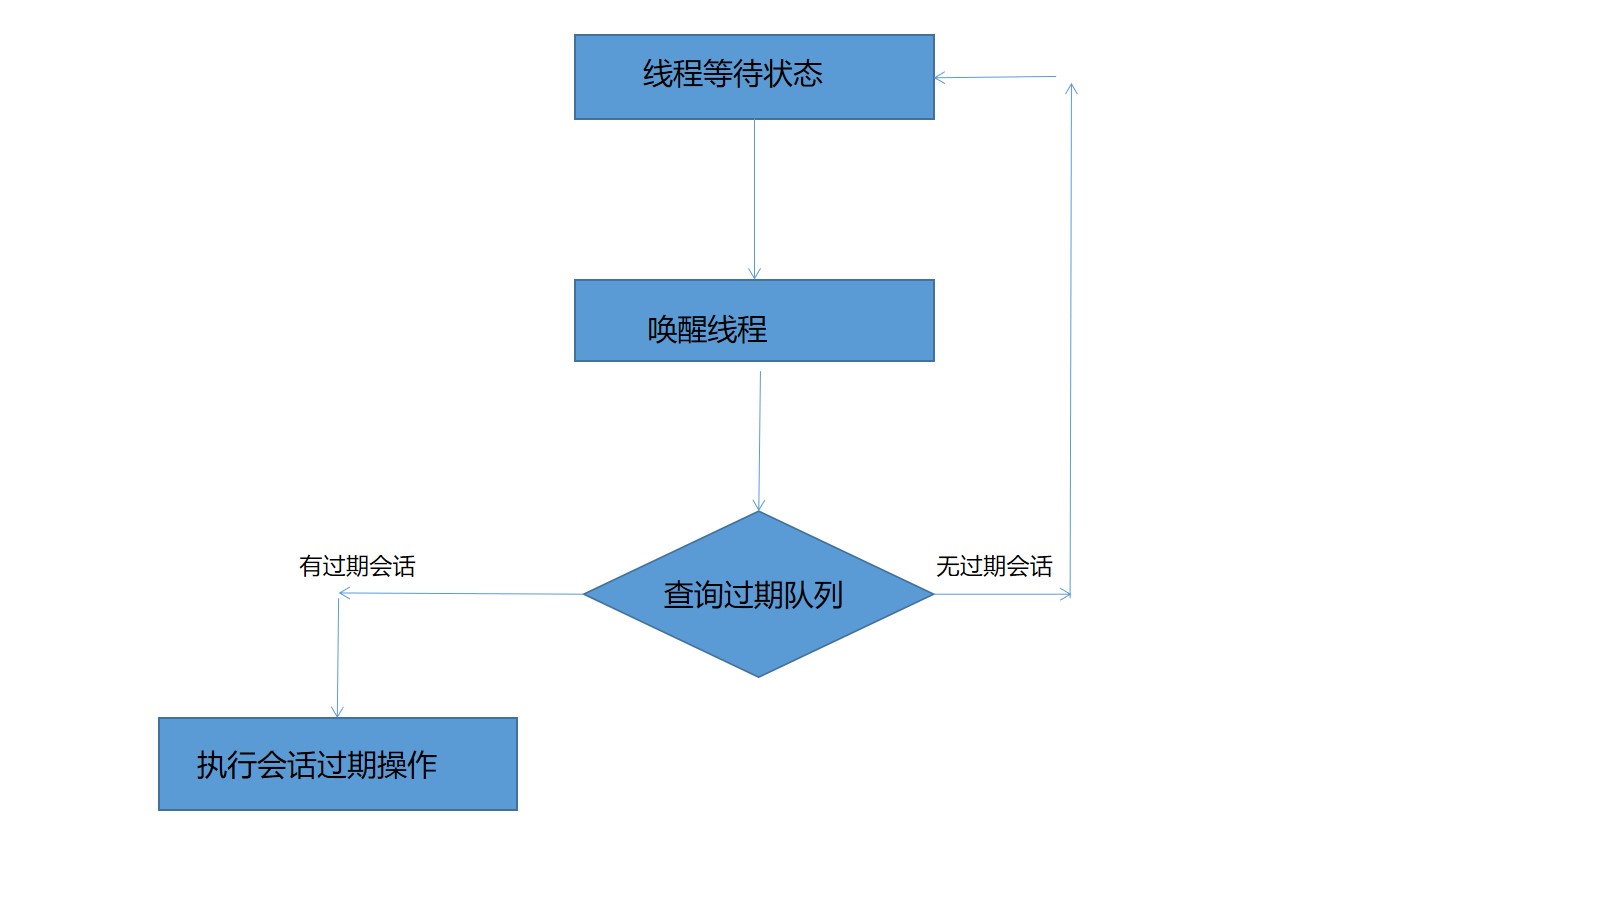 线程等待状态
唤醒线程
有过期会话
无过期会话
查询过期队列
执行会话过期操作